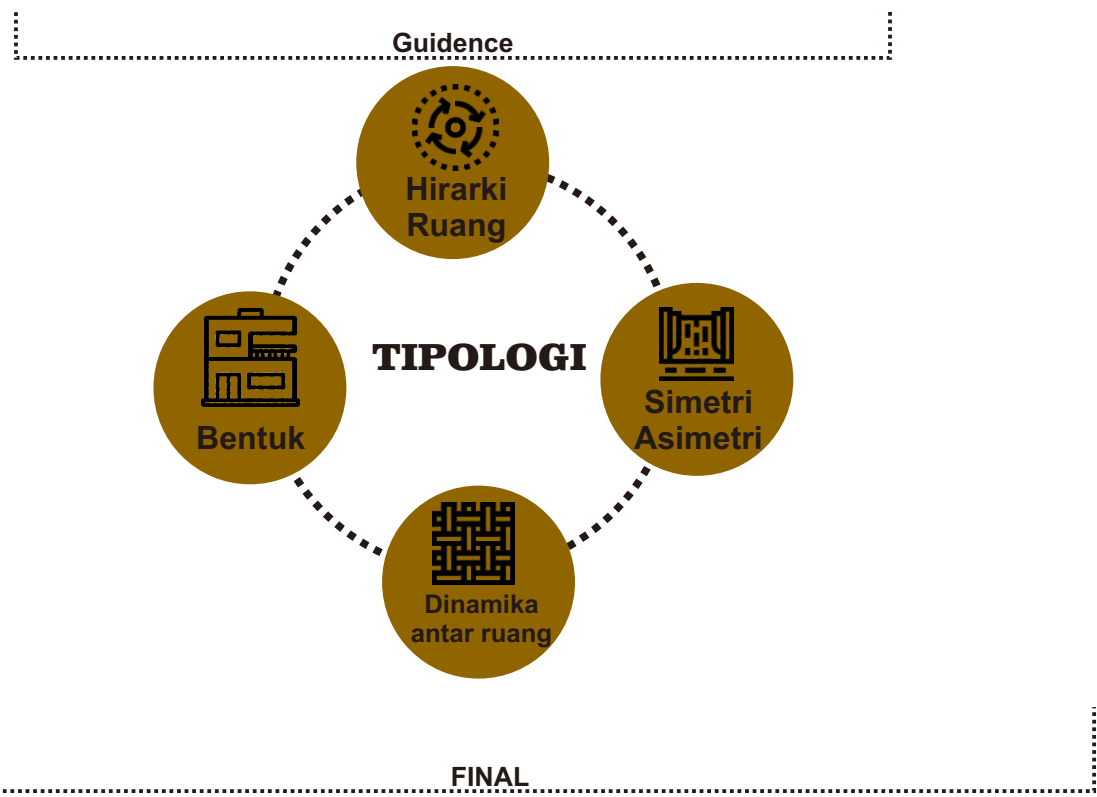 Guidence
Hirarki
Ruang
TIPOLOGI
Simetri
Asimetri
Bentuk
Dinamika
antar ruang
FINAL